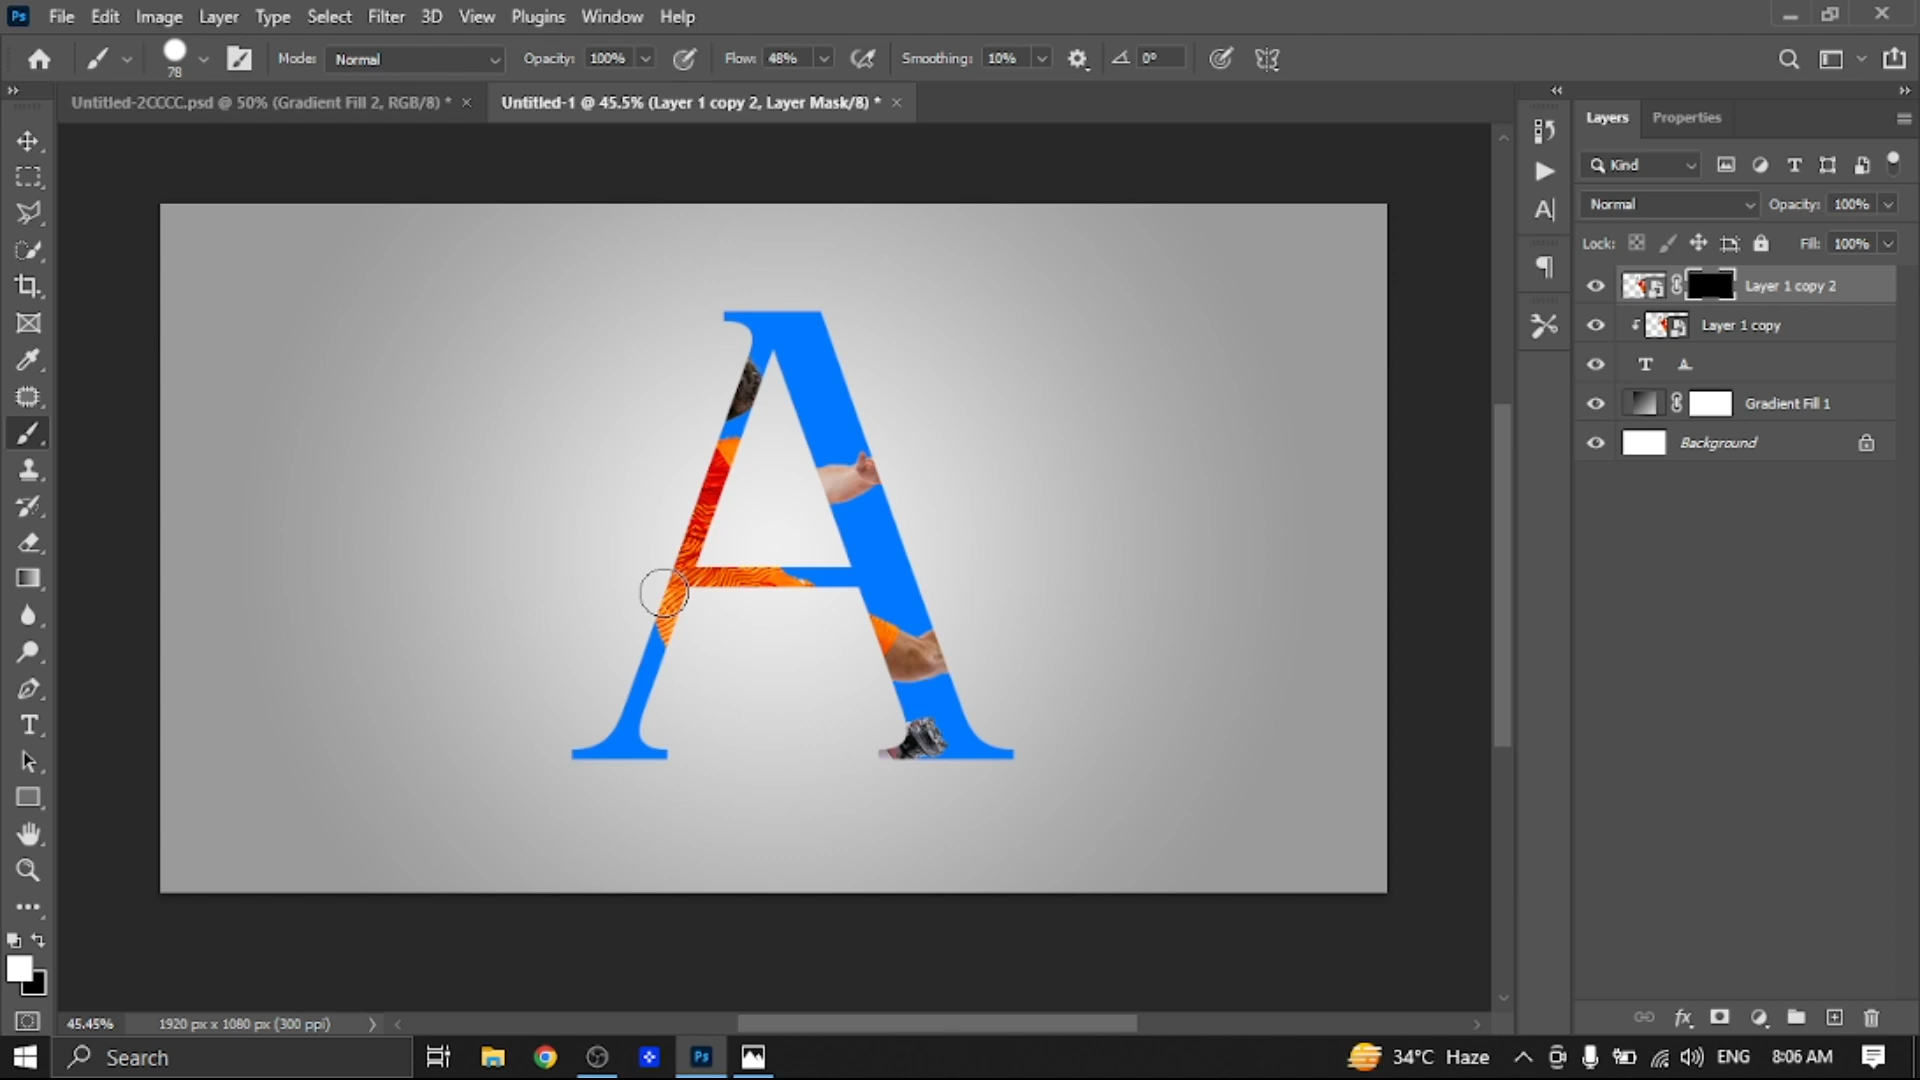 Ps File Edit Image Layer Type Select Filter 3D View Plugins Window Help
78 Mode: Normal Opacity: 100% Flow: 48% Smoothing: 10% 0°
Untitled-2CCCC.psd @ 50% (Gradient Fill 2, RGB/8) * × Untitled-1 @ 45.5% (Layer 1 copy 2, Layer Mask/8) * ×
Layers Properties
Kind
Normal Opacity: 100%
Lock: Fill: 100%
Layer 1 copy 2
Layer 1 copy
T A
Gradient Fill 1
Background
A
45.45% 1920 px x 1080 px (300 ppi)
Search Ps 34°C Haze ENG 8:06 AM